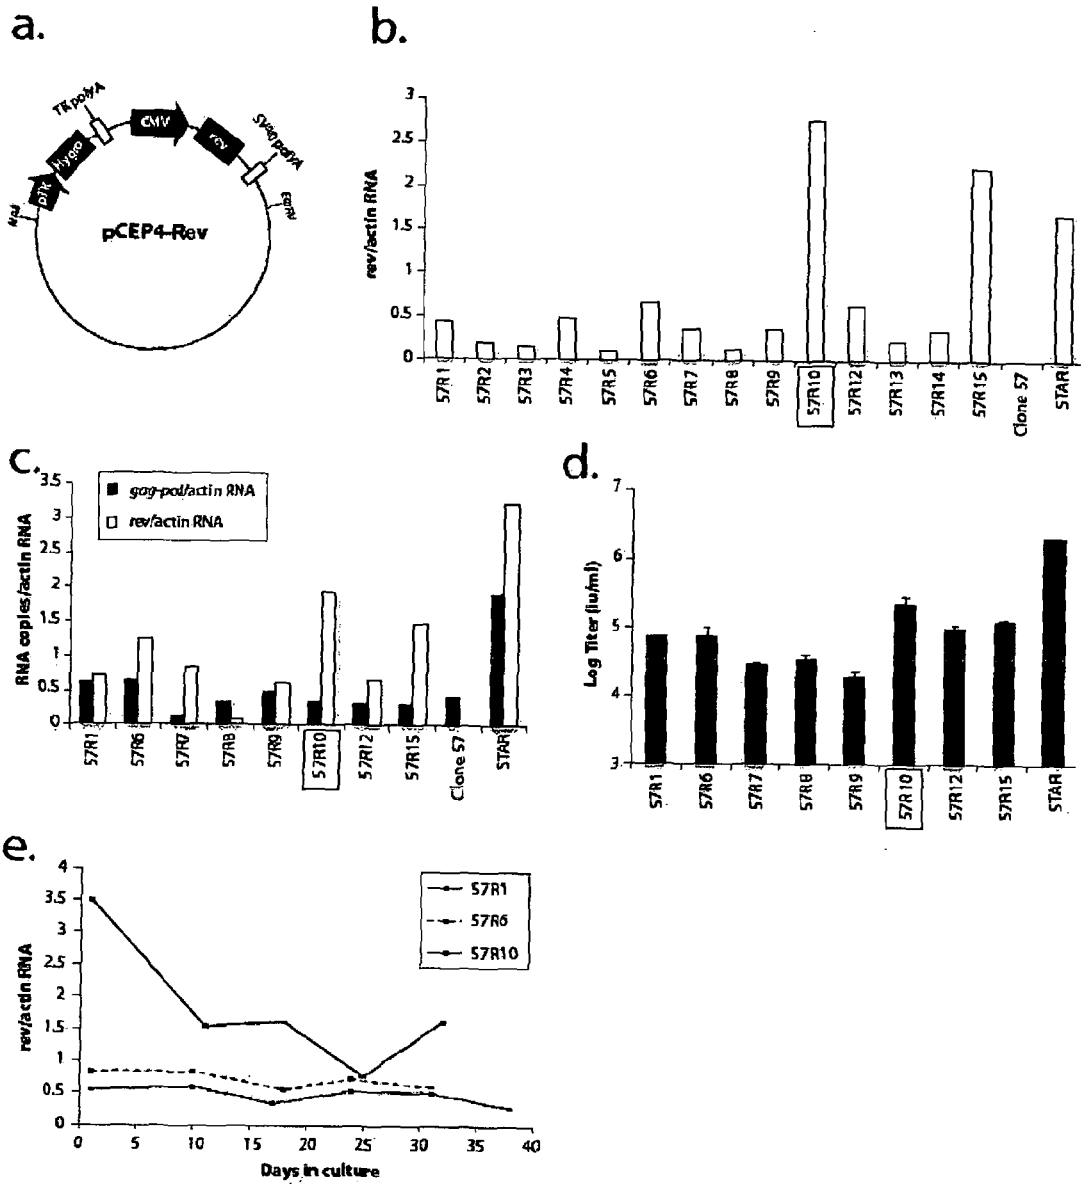 a.
TK polyA
CMV
rev
SV40 polyA
Hygro
pTK
EcoRV
pCEP4-Rev
b.
3
2.5
2
1.5
1
0.5
0
rev/actin RNA
57R1
57R2
57R3
57R4
57R5
57R6
57R7
57R8
57R9
57R10
57R12
57R13
57R14
57R15
Clone 57
STAR
c.
gag-pol/actin RNA
rev/actin RNA
3.5
3
2.5
2
1.5
1
0.5
0
RNA copies/actin RNA
57R1
57R6
57R7
57R8
57R9
57R10
57R12
57R15
Clone 57
STAR
d.
7
6
5
4
3
Log Titer (iu/ml)
57R1
57R6
57R7
57R8
57R9
57R10
57R12
57R15
STAR
e.
4
3.5
3
2.5
2
1.5
1
0.5
0
rev/actin RNA
57R1
57R6
57R10
0 5 10 15 20 25 30 35 40
Days in culture